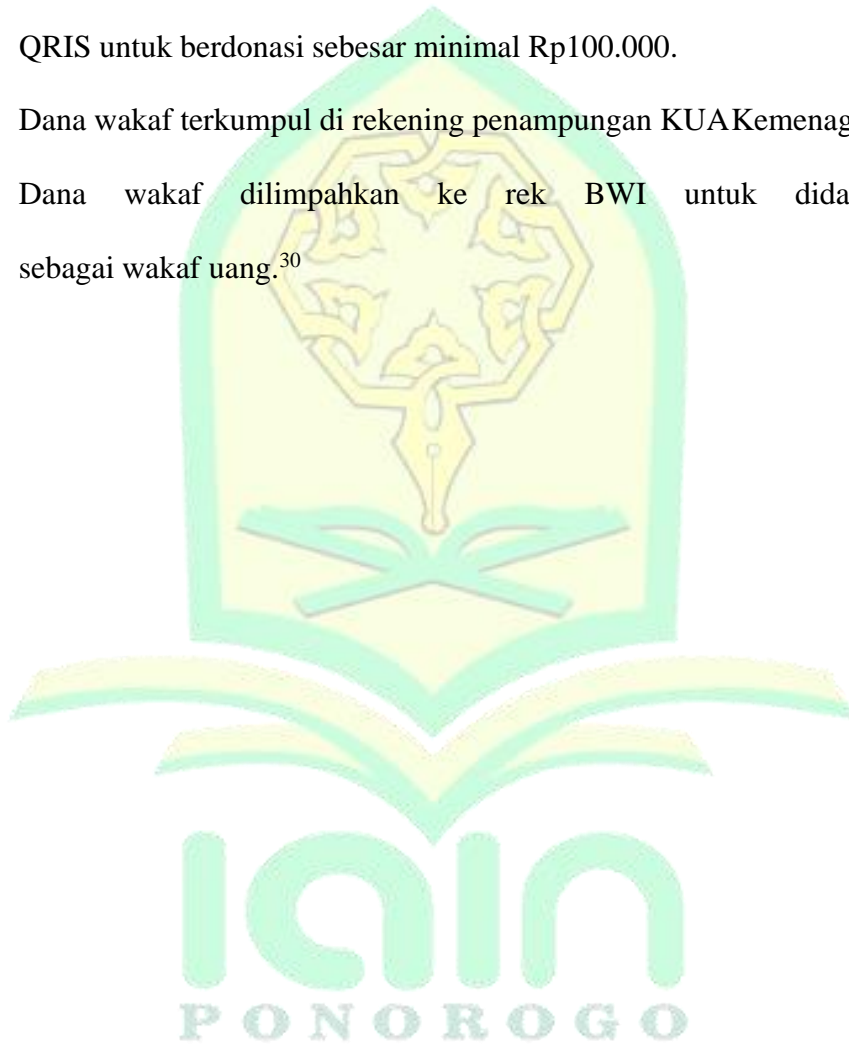 QRIS untuk berdonasi sebesar minimal Rp100.000.
Dana wakaf terkumpul di rekening penampungan KUAKemenag
Dana wakaf dilimpahkan ke rek BWI untuk dida
sebagai wakaf uang.30
iain
PONOROGO